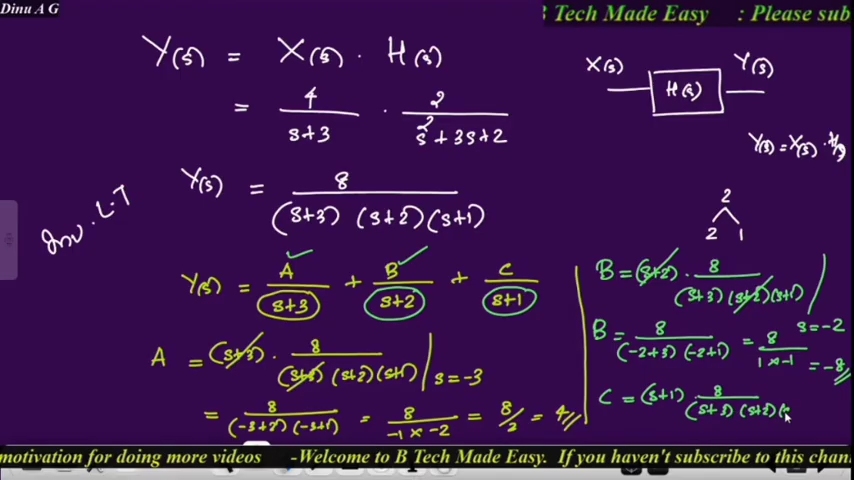 Dinu A G
B Tech Made Easy : Please sub
Y(s) = X(s) . H(s)
= 4/(s+3) . 2/(s²+3s+2)
X(s) H(s) Y(s)
Y(s) = X(s) . H(s)
Inv. L.T
Y(s) = 8/((s+3) (s+2)(s+1))
2
2 1
Y(s) = A/(s+3) + B/(s+2) + C/(s+1)
A = (s+3) . 8/((s+3) (s+2)(s+1)) | s=-3
= 8/((-3+2) (-3+1)) = 8/(-1 x -2) = 8/2 = 4//
B = (s+2) . 8/((s+3)(s+2)(s+1)) | s=-2
B = 8/((-2+3) (-2+1)) = 8/(1 x -1) = -8//
C = (s+1) 8/((s+3) (s+2)(
motivation for doing more videos -Welcome to B Tech Made Easy. If you haven't subscribe to this chan